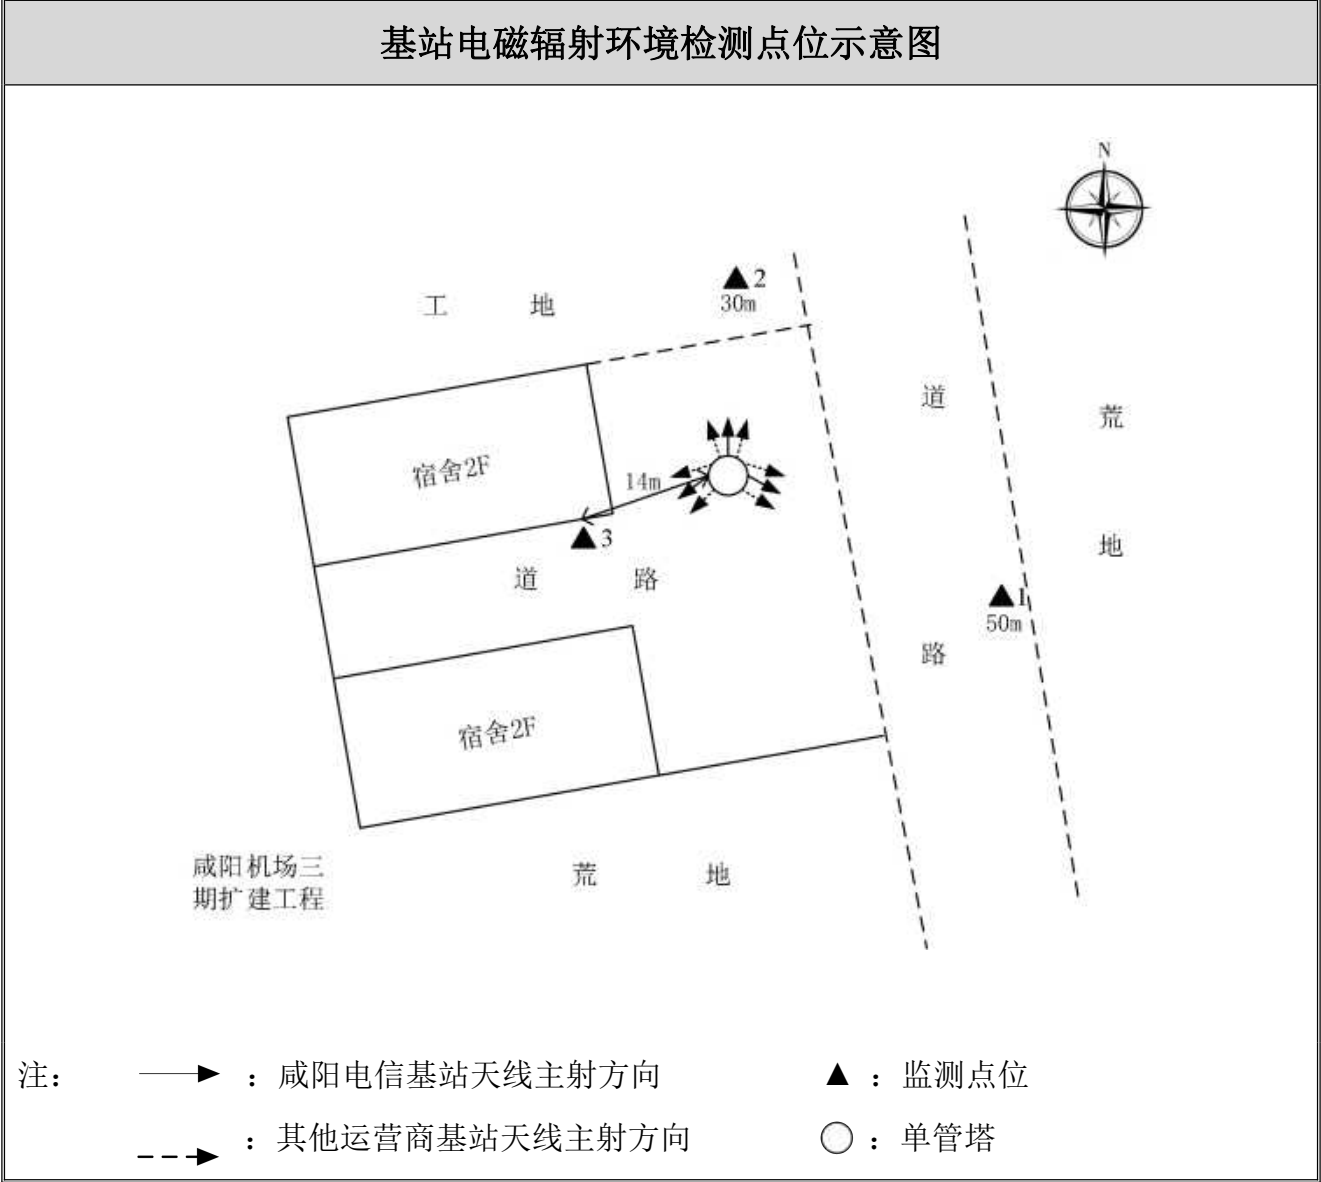 基站电磁辐射环境检测点位示意图
N
2
30m
工 地
道
荒
宿舍2F
14m
3
地
道 路
1
50m
路
宿舍2F
咸阳机场三
期扩建工程
荒 地
注： ：咸阳电信基站天线主射方向 ▲ ：监测点位
：其他运营商基站天线主射方向 ：单管塔